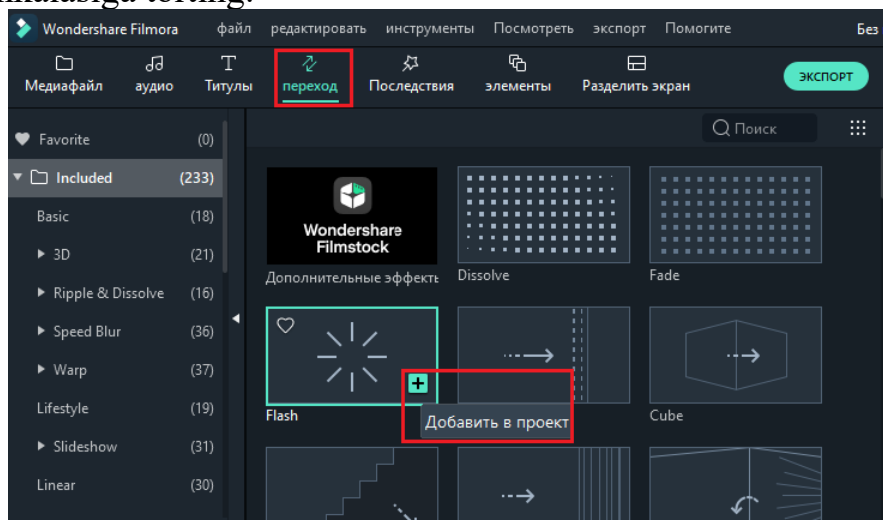 Wondershare Filmora файл редактировать инструменты Посмотреть экспорт Помогите Без
Медиафайл аудио Титулы переход Последствия элементы Разделить экран экспорт
Favorite (0)
Поиск
Included (233)
Basic (18)
3D (21)
Ripple & Dissolve (16)
Speed Blur (36)
Warp (37)
Lifestyle (19)
Slideshow (31)
Linear (30)
Wondershare
Filmstock
Дополнительные эффекть Dissolve Fade
Flash Cube
Добавить в проект